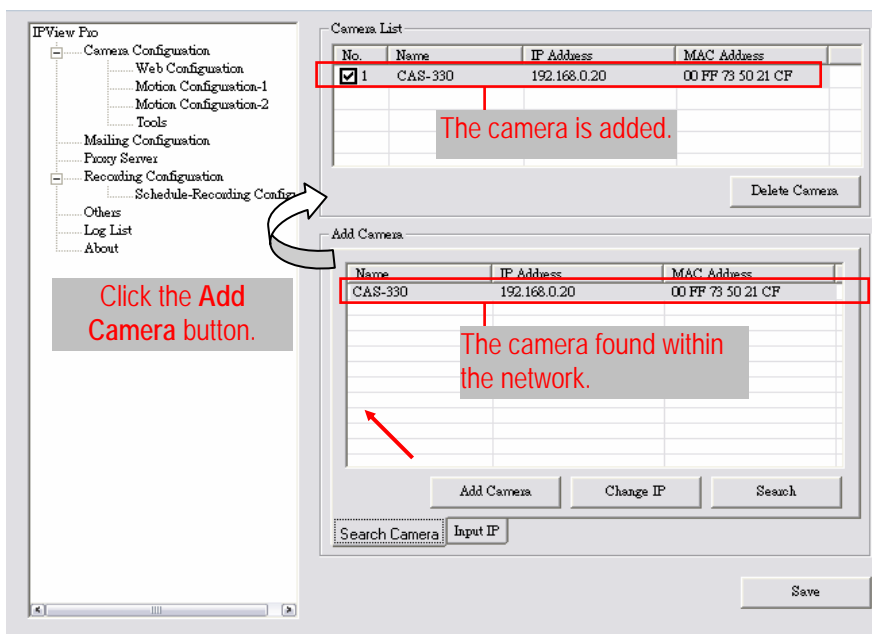 IPView Pro
Camera Configuration
Web Configuration
Motion Configuration-1
Motion Configuration-2
Tools
Mailing Configuration
Proxy Server
Recording Configuration
Schedule-Recording Config
Others
Log List
About
Click the Add
Camera button.
Camera List
No. Name IP Address MAC Address
1 CAS-330 192.168.0.20 00 FF 73 50 21 CF
The camera is added.
Delete Camera
Add Camera
Name IP Address MAC Address
CAS-330 192.168.0.20 00 FF 73 50 21 CF
The camera found within
the network.
Add Camera Change IP Search
Search Camera Input IP
Save